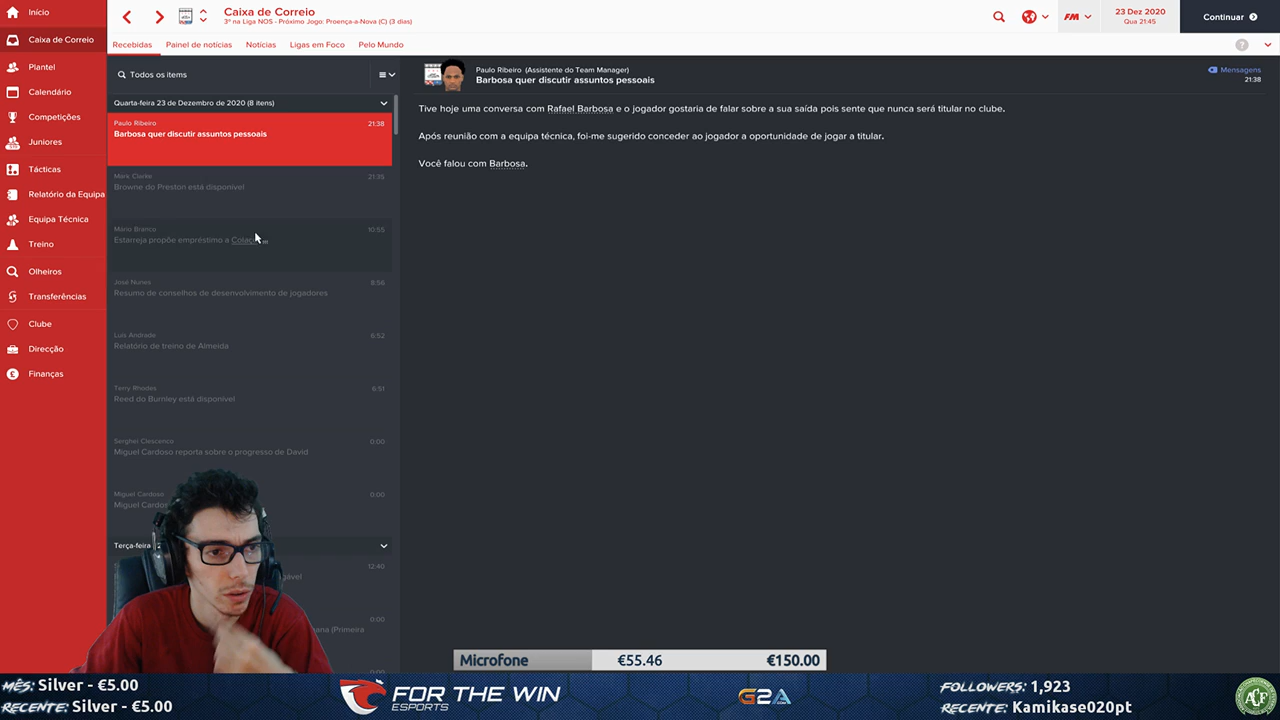 Início
Caixa de Correio
Plantel
Calendário
Competições
Juniores
Tácticas
Relatório da Equipa
Equipa Técnica
Treino
Olheiros
Transferências
Clube
Direcção
Finanças
Caixa de Correio
3º na Liga NOS - Próximo Jogo: Proença-a-Nova (C) (3 dias)
FM
23 Dez 2020
Qua 21:45
Continuar
Recebidas
Painel de notícias
Notícias
Ligas em Foco
Pelo Mundo
?
Todos os items
Quarta-feira 23 de Dezembro de 2020 (8 itens)
Paulo Ribeiro 21:38
Barbosa quer discutir assuntos pessoais
Mark Clarke 21:35
Browne do Preston está disponível
Mário Branco 10:55
Estarreja propõe empréstimo a
José Nunes 8:56
Resumo de conselhos de desenvolvimento de jogadores
Luís Andrade 6:52
Relatório de treino de Almeida
Terry Rhodes 6:51
Reed do Burnley está disponível
Serghei Clescenco 0:00
Miguel Cardoso reporta sobre o progresso de David
Miguel Cardoso 0:00
Miguel
Terça-feira
12:40
0:00
(Primeira
Paulo Ribeiro (Assistente do Team Manager)
Barbosa quer discutir assuntos pessoais
Mensagens
21:38
Tive hoje uma conversa com Rafael Barbosa e o jogador gostaria de falar sobre a sua saída pois sente que nunca será titular no clube.
Após reunião com a equipa técnica, foi-me sugerido conceder ao jogador a oportunidade de jogar a titular.
Você falou com Barbosa.
Microfone €55.46 €150.00
MÊS: Silver - €5.00
RECENTE: Silver - €5.00
FOR THE WIN
ESPORTS
G2A
FOLLOWERS: 1,923
RECENTE: Kamikase020pt
ACF